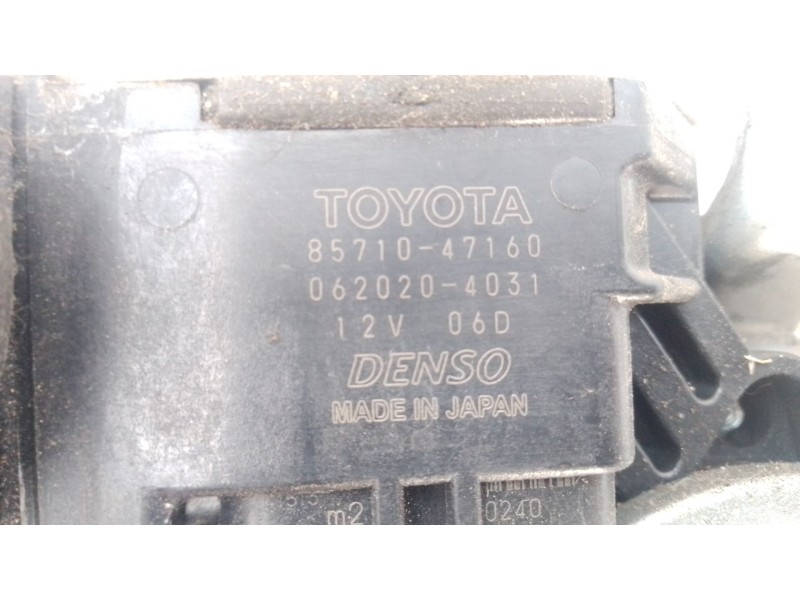 TOYOTA
85710-47160
062020-4031
12V 06D
DENSO
MADE IN JAPAN
m2
0240